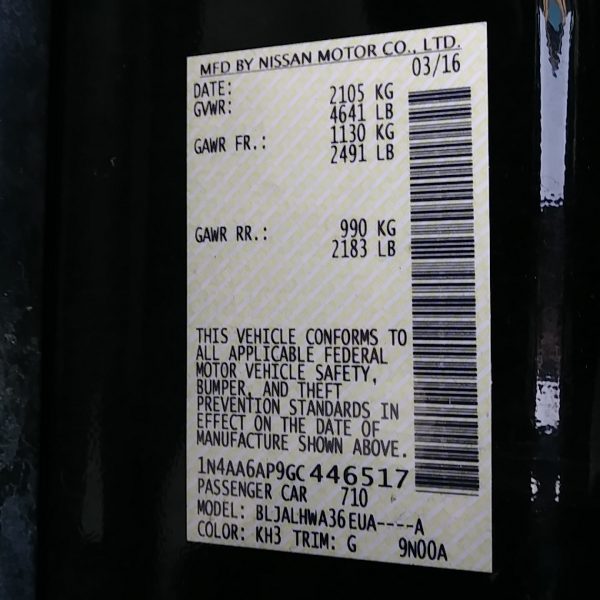 MFD BY NISSAN MOTOR CO., LTD.
DATE: 03/16
GVWR: 2105 KG
4641 LB
GAWR FR.: 1130 KG
2491 LB
GAWR RR.: 990 KG
2183 LB
THIS VEHICLE CONFORMS TO
ALL APPLICABLE FEDERAL
MOTOR VEHICLE SAFETY,
BUMPER, AND THEFT
PREVENTION STANDARDS IN
EFFECT ON THE DATE OF
MANUFACTURE SHOWN ABOVE.
1N4AA6AP9GC446517
PASSENGER CAR 710
MODEL: BLJALHWA36EUA----A
COLOR: KH3 TRIM: G 9N00A